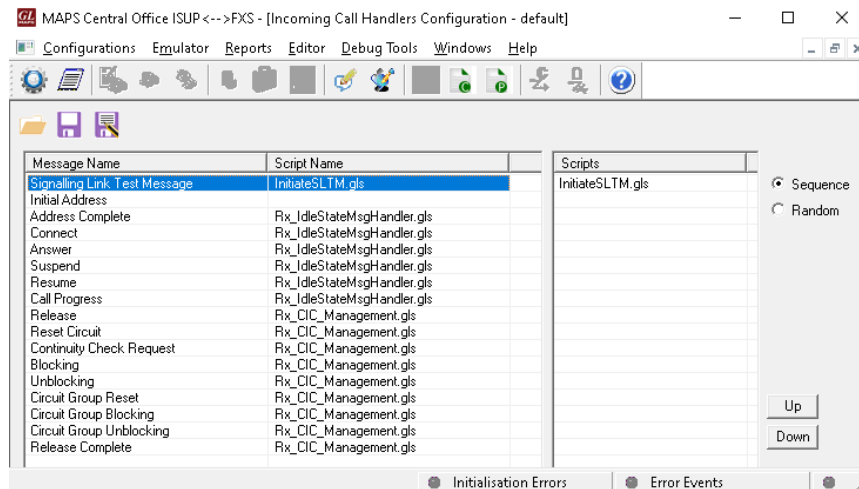 GL MAPS MAPS Central Office ISUP<-->FXS - [Incoming Call Handlers Configuration - default]
Configurations Emulator Reports Editor Debug Tools Windows Help
C P ?
Message Name Script Name Scripts
Signalling Link Test Message InitiateSLTM.gls InitiateSLTM.gls Sequence
Initial Address
Random
Address Complete Rx_IdleStateMsgHandler.gls
Connect Rx_IdleStateMsgHandler.gls
Answer Rx_IdleStateMsgHandler.gls
Suspend Rx_IdleStateMsgHandler.gls
Resume Rx_IdleStateMsgHandler.gls
Call Progress Rx_IdleStateMsgHandler.gls
Release Rx_CIC_Management.gls
Reset Circuit Rx_CIC_Management.gls
Continuity Check Request Rx_CIC_Management.gls
Blocking Rx_CIC_Management.gls
Unblocking Rx_CIC_Management.gls
Circuit Group Reset Rx_CIC_Management.gls
Up
Circuit Group Blocking Rx_CIC_Management.gls
Circuit Group Unblocking Rx_CIC_Management.gls
Down
Release Complete Rx_CIC_Management.gls
Initialisation Errors Error Events